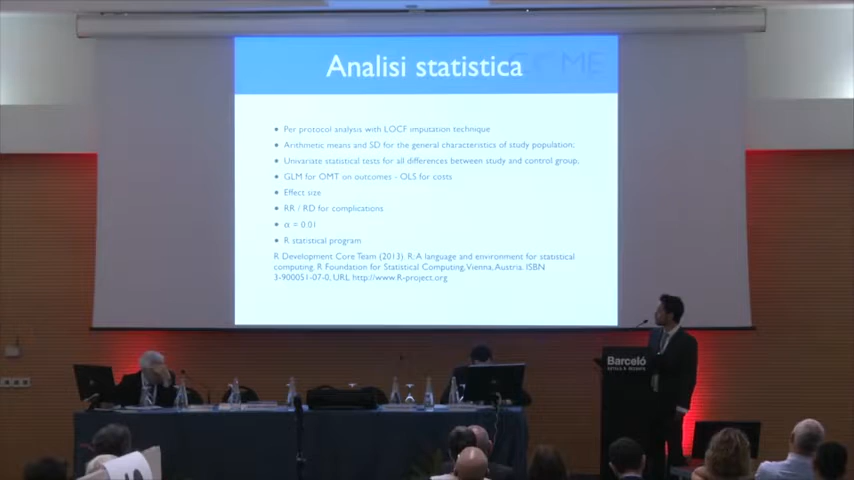 Analisi statistica
COME
Per protocol analysis with LOCF imputation technique
Arithmetic means and SD for the general characteristics of study population;
Univariate statistical tests for all differences between study and control group,
GLM for OMT on outcomes - OLS for costs
Effect size
RR / RD for complications
α = 0.01
R statistical program
R Development Core Team (2013) R: A language and environment for statistical
computing. R Foundation for Statistical Computing, Vienna, Austria. ISBN
3-900051-07-0, URL http://www.R-project.org
Barceló